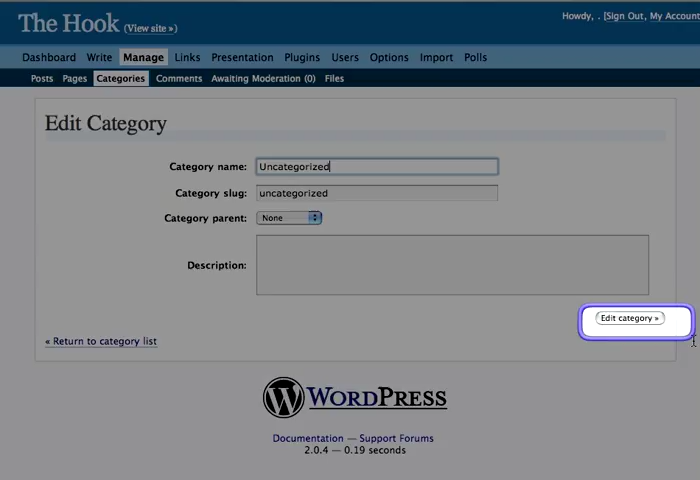 The Hook (View site »)
Howdy, . [Sign Out, My Account
Dashboard Write Manage Links Presentation Plugins Users Options Import Polls
Posts Pages Categories Comments Awaiting Moderation (0) Files
Edit Category
Category name: Uncategorized
Category slug: uncategorized
Category parent: None
Description:
Edit category »
« Return to category list
WORDPRESS
Documentation — Support Forums
2.0.4 — 0.19 seconds